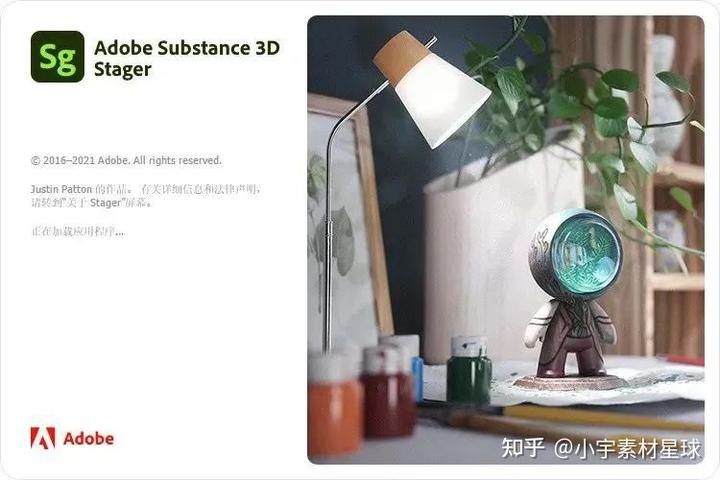 Sg
Adobe Substance 3D
Stager
© 2016–2021 Adobe. All rights reserved.
Justin Patton 的作品。 有关详细信息和法律声明，
请转到"关于 Stager"屏幕。
正在加载应用程序...
Adobe
知乎 @小宇素材星球